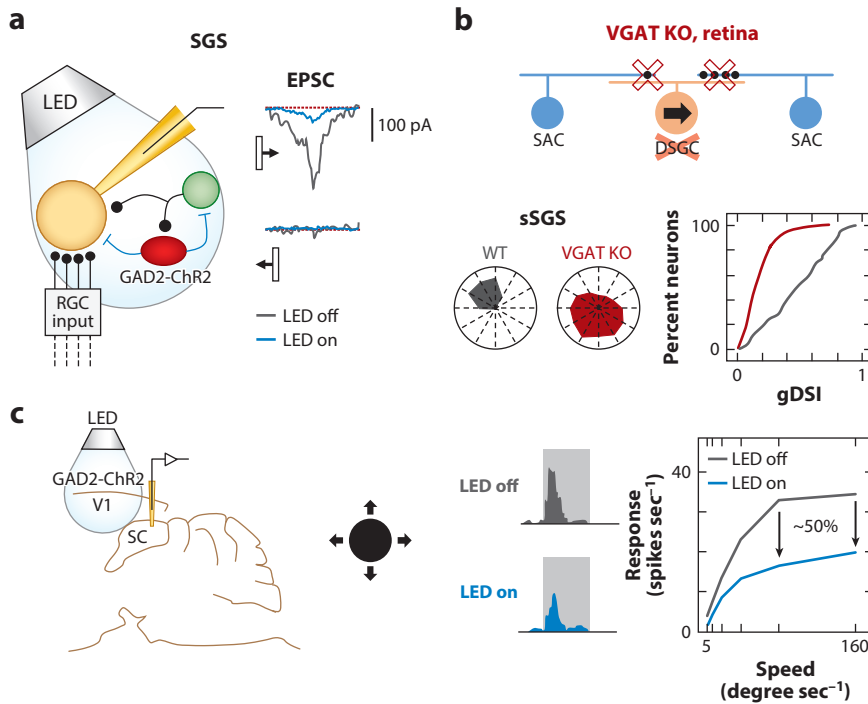 a
SGS
LED
EPSC
100 pA
GAD2-ChR2
RGC
input
LED off
LED on
b
VGAT KO, retina
SAC
DSGC
SAC
sSGS
WT
VGAT KO
Percent neurons
100
0
0
1
gDSI
c
LED
GAD2-ChR2
V1
SC
LED off
LED on
Response
(spikes sec⁻¹)
40
0
LED off
LED on
~50%
5
160
Speed
(degree sec⁻¹)